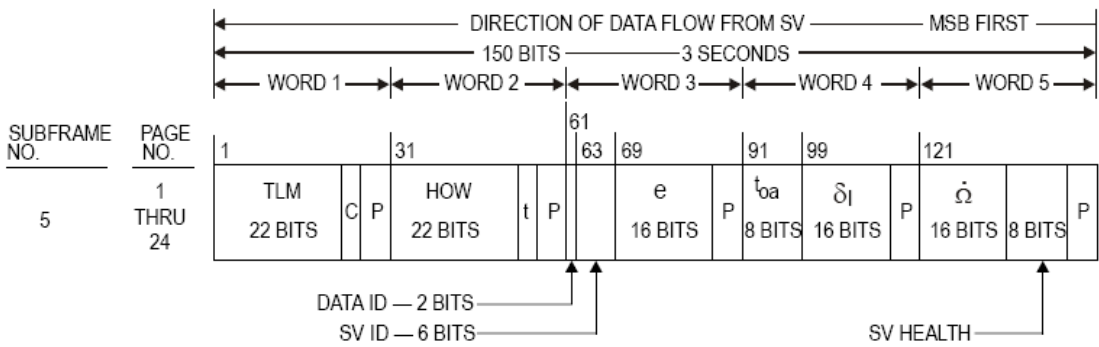 DIRECTION OF DATA FLOW FROM SV MSB FIRST
150 BITS 3 SECONDS
WORD 1 WORD 2 WORD 3 WORD 4 WORD 5
61
SUBFRAME NO. PAGE NO. 1 31 63 69 91 99 121
5
1 THRU 24
TLM 22 BITS
C
P
HOW 22 BITS
t
P
e 16 BITS
P
toa 8 BITS
δI 16 BITS
P
Ω̇ 16 BITS
8 BITS
P
DATA ID — 2 BITS
SV ID — 6 BITS SV HEALTH